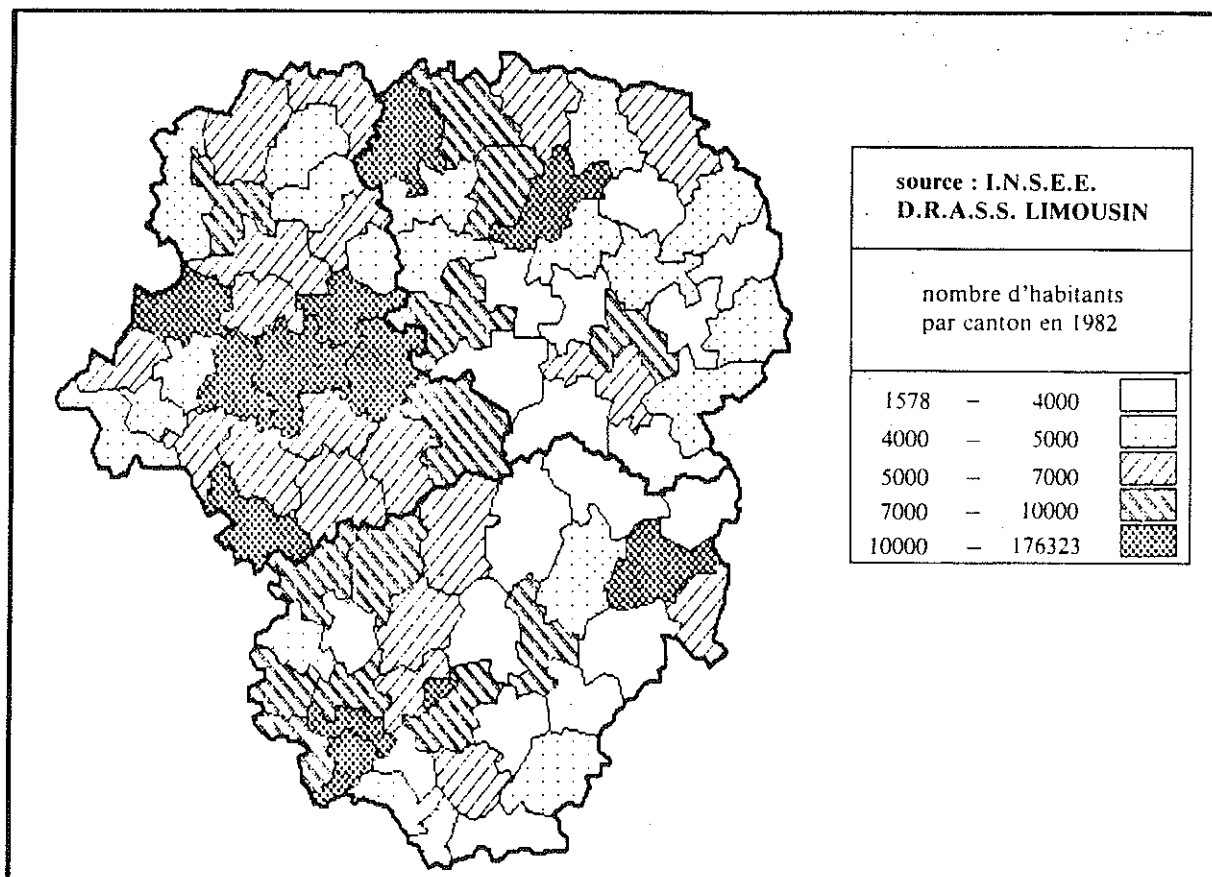 source : I.N.S.E.E.
D.R.A.S.S. LIMOUSIN
nombre d'habitants
par canton en 1982
1578 – 4000
4000 – 5000
5000 – 7000
7000 – 10000
10000 – 176323